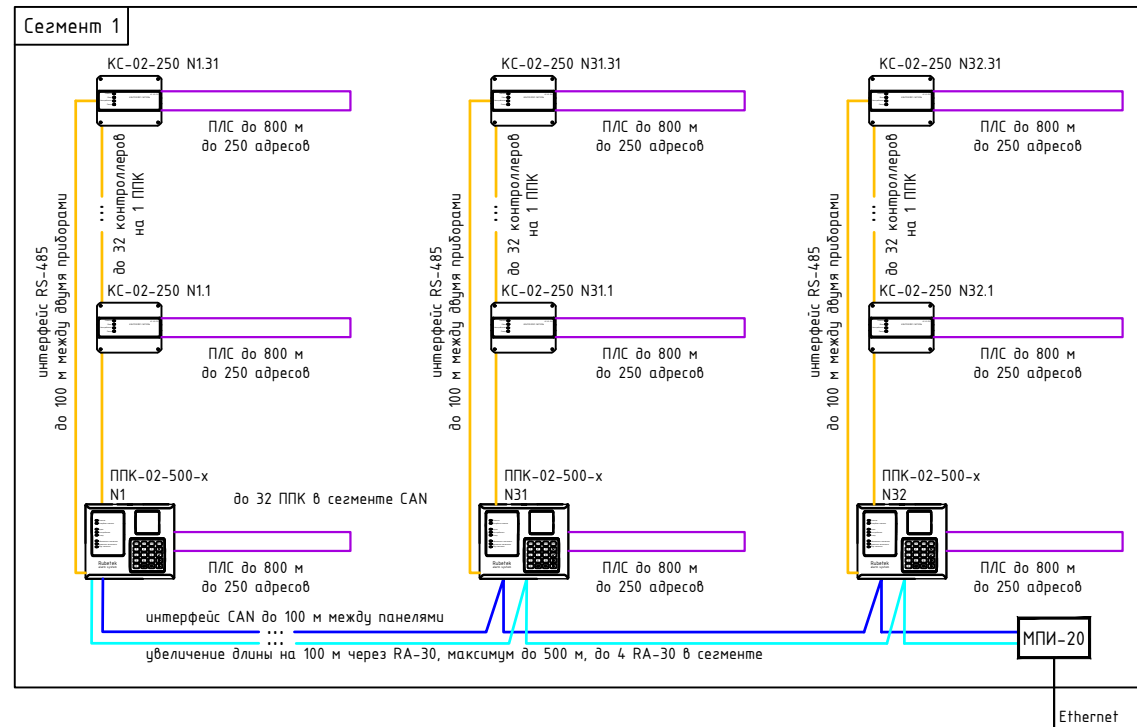 Сегмент 1
КС-02-250 N1.31
КС-02-250 N31.31
КС-02-250 N32.31
ПЛС до 800 м
до 250 адресов
ПЛС до 800 м
до 250 адресов
ПЛС до 800 м
до 250 адресов
интерфейс RS-485
до 100 м между двумя приборами
...
до 32 контроллеров
на 1 ППК
интерфейс RS-485
до 100 м между двумя приборами
...
до 32 контроллеров
на 1 ППК
интерфейс RS-485
до 100 м между двумя приборами
...
до 32 контроллеров
на 1 ППК
КС-02-250 N1.1
КС-02-250 N31.1
КС-02-250 N32.1
ПЛС до 800 м
до 250 адресов
ПЛС до 800 м
до 250 адресов
ПЛС до 800 м
до 250 адресов
ППК-02-500-х
N1
до 32 ППК в сегменте CAN
ППК-02-500-х
N31
ППК-02-500-х
N32
Rubetek
Rubetek
Rubetek
ПЛС до 800 м
до 250 адресов
ПЛС до 800 м
до 250 адресов
ПЛС до 800 м
до 250 адресов
интерфейс CAN до 100 м между панелями
...
увеличение длины на 100 м через RA-30, максимум до 500 м, до 4 RA-30 в сегменте
МПИ-20
Ethernet